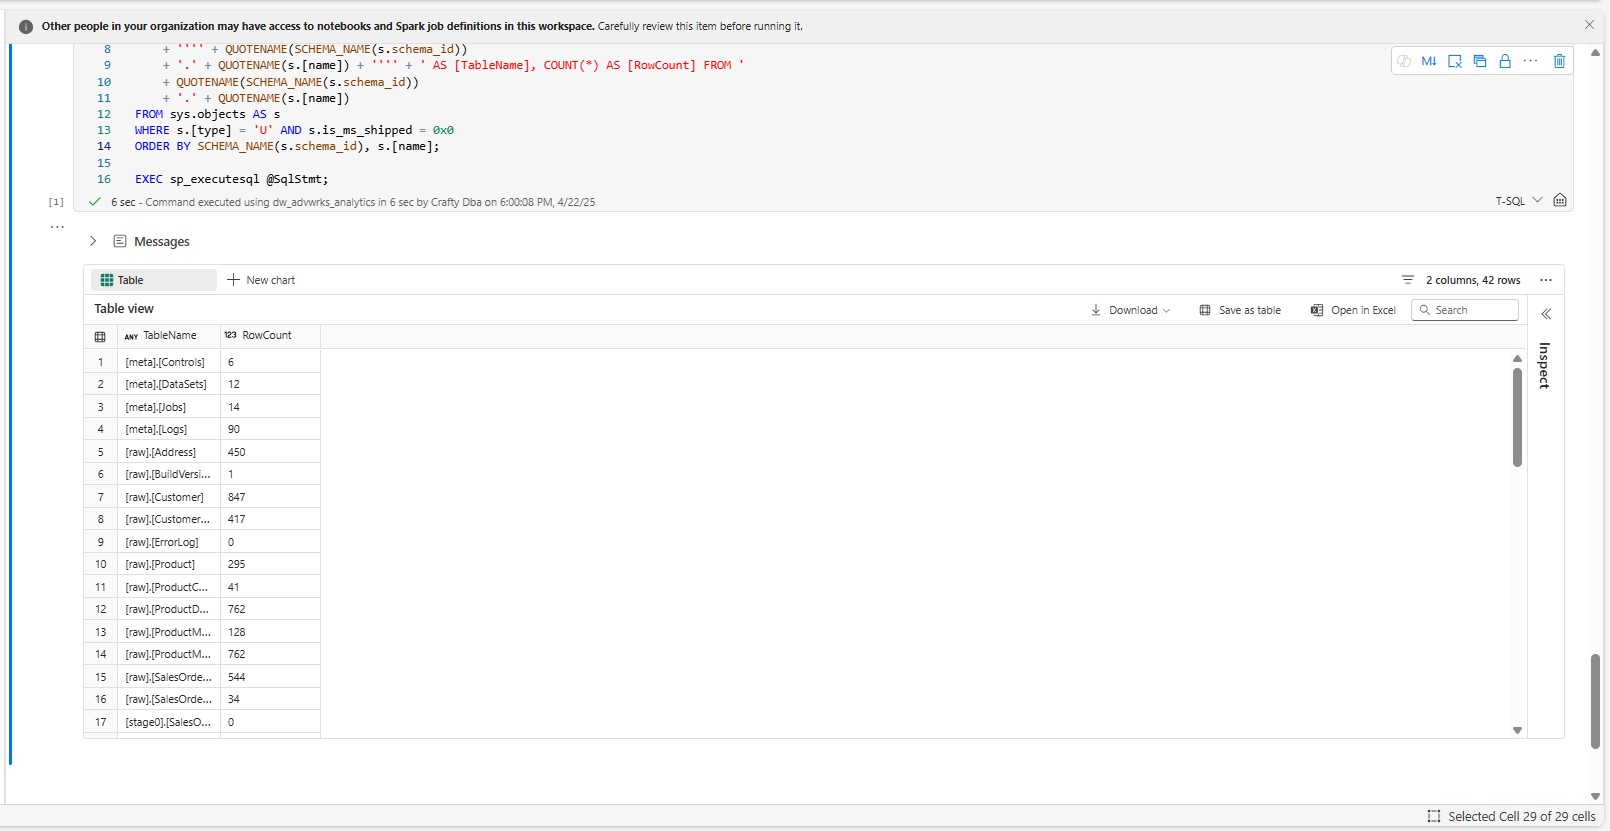 Other people in your organization may have access to notebooks and Spark job definitions in this workspace. Carefully review this item before running it.
8 + '''' + QUOTENAME(SCHEMA_NAME(s.schema_id))
9 + '.' + QUOTENAME(s.[name]) + '''' + ' AS [TableName], COUNT(*) AS [RowCount] FROM '
10 + QUOTENAME(SCHEMA_NAME(s.schema_id))
11 + '.' + QUOTENAME(s.[name])
12 FROM sys.objects AS s
13 WHERE s.[type] = 'U' AND s.is_ms_shipped = 0x0
14 ORDER BY SCHEMA_NAME(s.schema_id), s.[name];
15
16 EXEC sp_executesql @SqlStmt;
[1] 6 sec - Command executed using dw_advwrks_analytics in 6 sec by Crafty Dba on 6:00:08 PM, 4/22/25 T-SQL
M↓
Messages
Table + New chart 2 columns, 42 rows
Table view Download Save as table Open in Excel Search
Inspect
ANY TableName 123 RowCount
1 [meta].[Controls] 6
2 [meta].[DataSets] 12
3 [meta].[Jobs] 14
4 [meta].[Logs] 90
5 [raw].[Address] 450
6 [raw].[BuildVersi... 1
7 [raw].[Customer] 847
8 [raw].[Customer... 417
9 [raw].[ErrorLog] 0
10 [raw].[Product] 295
11 [raw].[ProductC... 41
12 [raw].[ProductD... 762
13 [raw].[ProductM... 128
14 [raw].[ProductM... 762
15 [raw].[SalesOrde... 544
16 [raw].[SalesOrde... 34
17 [stage0].[SalesO... 0
Selected Cell 29 of 29 cells